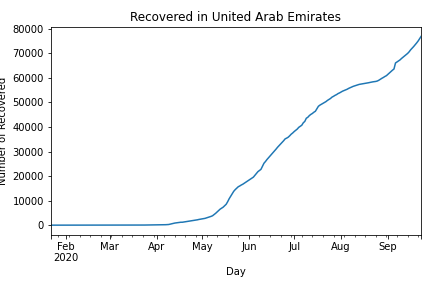 Recovered in United Arab Emirates
80000
70000
60000
50000
40000
30000
20000
10000
0
Number of Recovered
Feb
2020
Mar
Apr
May
Jun
Jul
Aug
Sep
Day